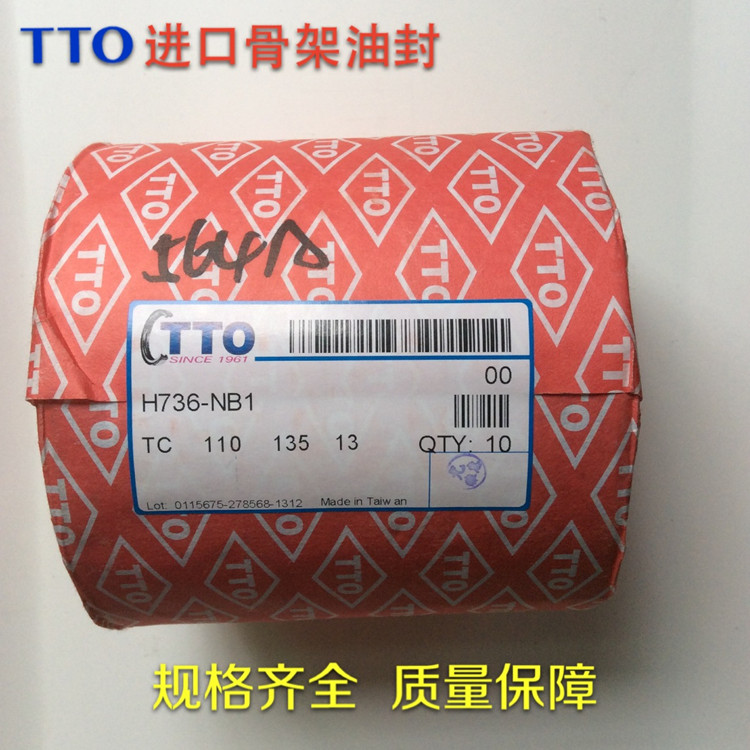 TTO 进口骨架油封
TTO
SINCE 1961
00
H736-NB1
TC 110 135 13 QTY: 10
Lot: 0115675-278568-1312 Made in Taiwan
规格齐全 质量保障